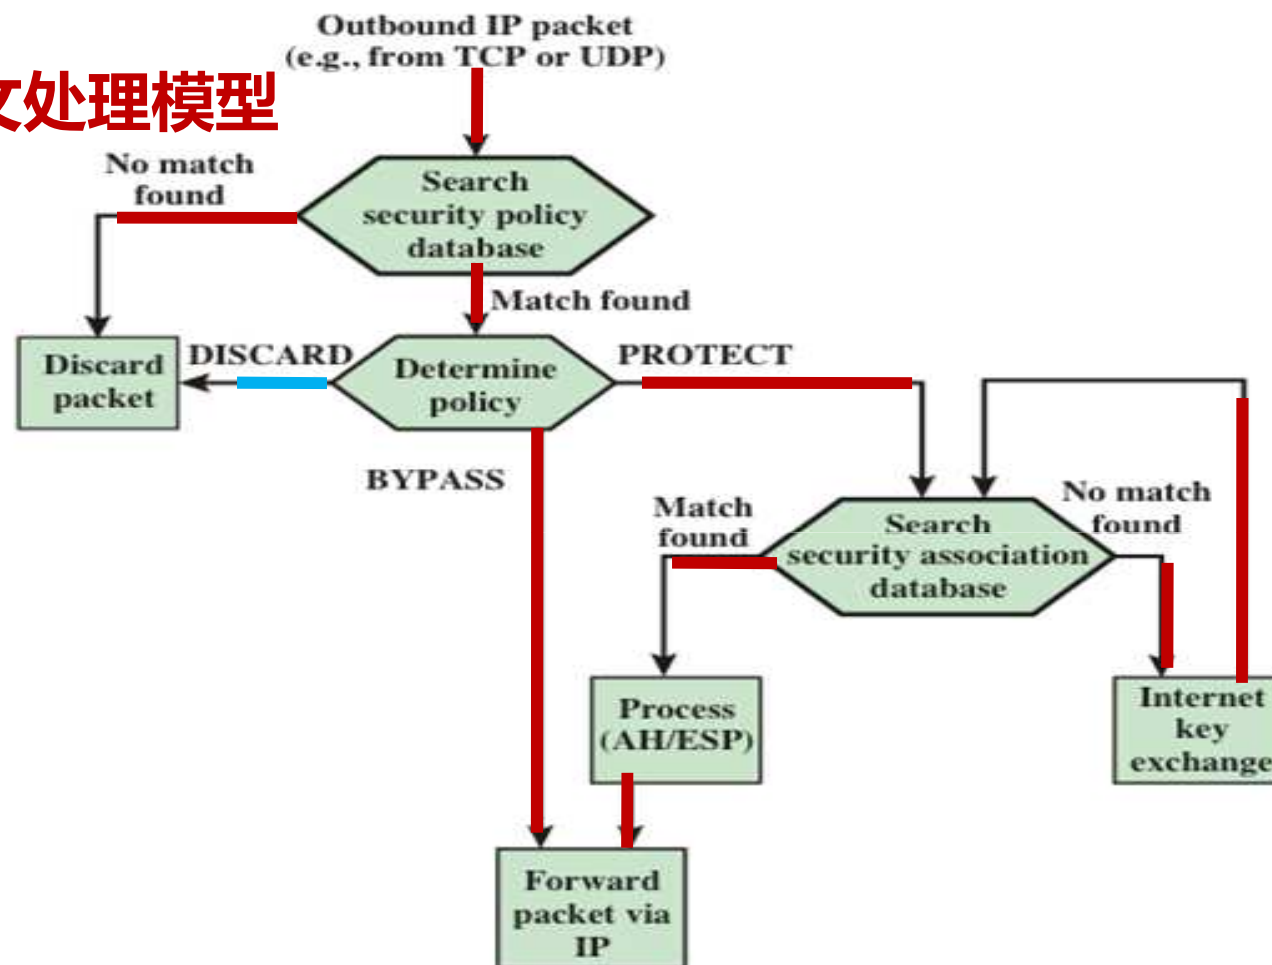 Outbound IP packet
(e.g., from TCP or UDP)
文处理模型
No match
found
Search
security policy
database
Match found
Discard
packet
DISCARD
Determine
policy
PROTECT
BYPASS
Match
found
Search
security association
database
No match
found
Process
(AH/ESP)
Internet
key
exchange
Forward
packet via
IP